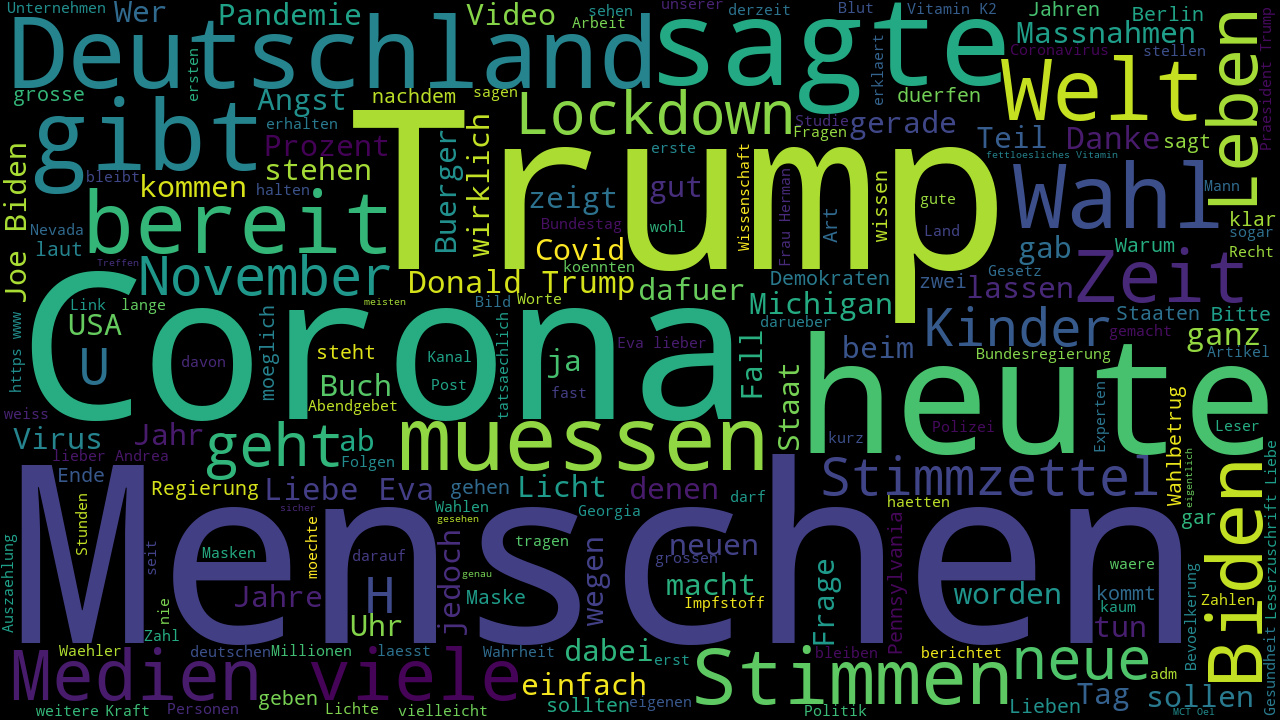 Unternehmen
Wer
Pandemie
Video
sehen
Arbeit
unserer
derzeit
Blut
Vitamin K2
Jahren
Berlin
Massnahmen
Coronavirus
stellen
Leben
Praesident Trump
Deutschland
sagte
Welt
grosse
ersten
Angst
nachdem
sagen
erklaert
duerfen
gibt
Trump
Lockdown
Studie
Fragen
gerade
Teil
Danke
sagt
erhalten
Prozent
Buerger
wirklich
erste
fettloesliches Vitamin
Joe Biden
bleibt
kommen
halten
stehen
zeigt
gut
Wissenschaft
Frau Herman
Art
wissen
gute
Wahl
Mann
Nevada
laut
bereit
Bundestag
wohl
Land
klar
sogar
Recht
Covid
koennten
gab
Warum
Treffen
November
Donald Trump
dafuer
Demokraten
zwei
Gesetz
lassen
Zeit
Link
lange
meisten
Bild
Worte
Michigan
darueber
Staaten
Bitte
https www
USA
U
Corona
moeglich
steht
tatsaechlich
Eva lieber
Fall
beim
Kinder
gemacht
ganz
Bundesregierung
Artikel
davon
Kanal
Post
ja
fast
Buch
Abendgebet
Staat
heute
Experten
Wahlbetrug
eigentlich
Leser
weiss
Virus
Jahr
lieber Andrea
geht
ab
Folgen
muessen
kurz
Polizei
Ende
Regierung
Liebe Eva
gehen
Licht
denen
darf
Stimmzettel
haetten
Biden
Gesundheit Leserzuschrift Liebe
Stunden
sicher
Wahlen
gesehen
Georgia
gar
Menschen
Auszaehlung
seit
Masken
moechte
darauf
jedoch
tragen
genau
wegen
neuen
grossen
macht
Impfstoff
Pennsylvania
waere
Jahre
H
Maske
Frage
worden
kommt
kaum
Bevoelkerung
Zahlen
nie
Zahl
Uhr
tun
Waehler
deutschen
Millionen
laesst
Wahrheit
dabei
erst
bleiben
berichtet
Medien
viele
einfach
Stimmen
neue
adm
geben
sollten
eigenen
Tag
sollen
weitere
Kraft
Personen
Lichte
vielleicht
Politik
Lieben
MCT Oel